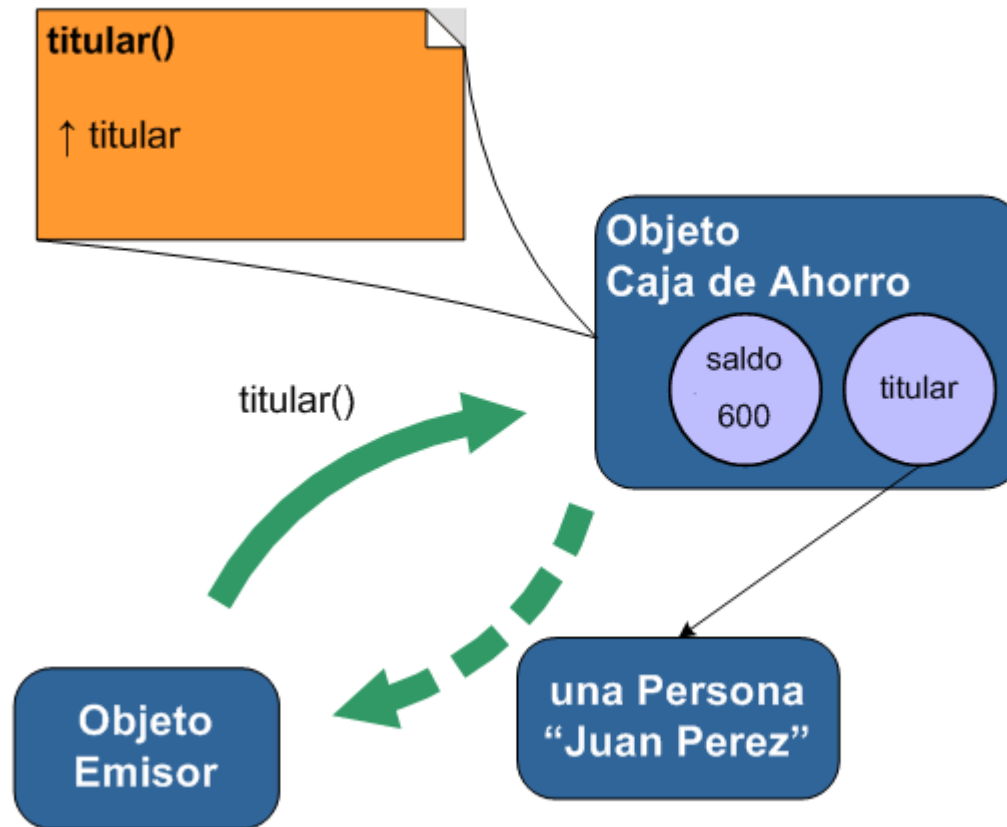 titular()
↑ titular
Objeto
Caja de Ahorro
saldo
600
titular
titular()
Objeto
Emisor
una Persona
“Juan Perez”